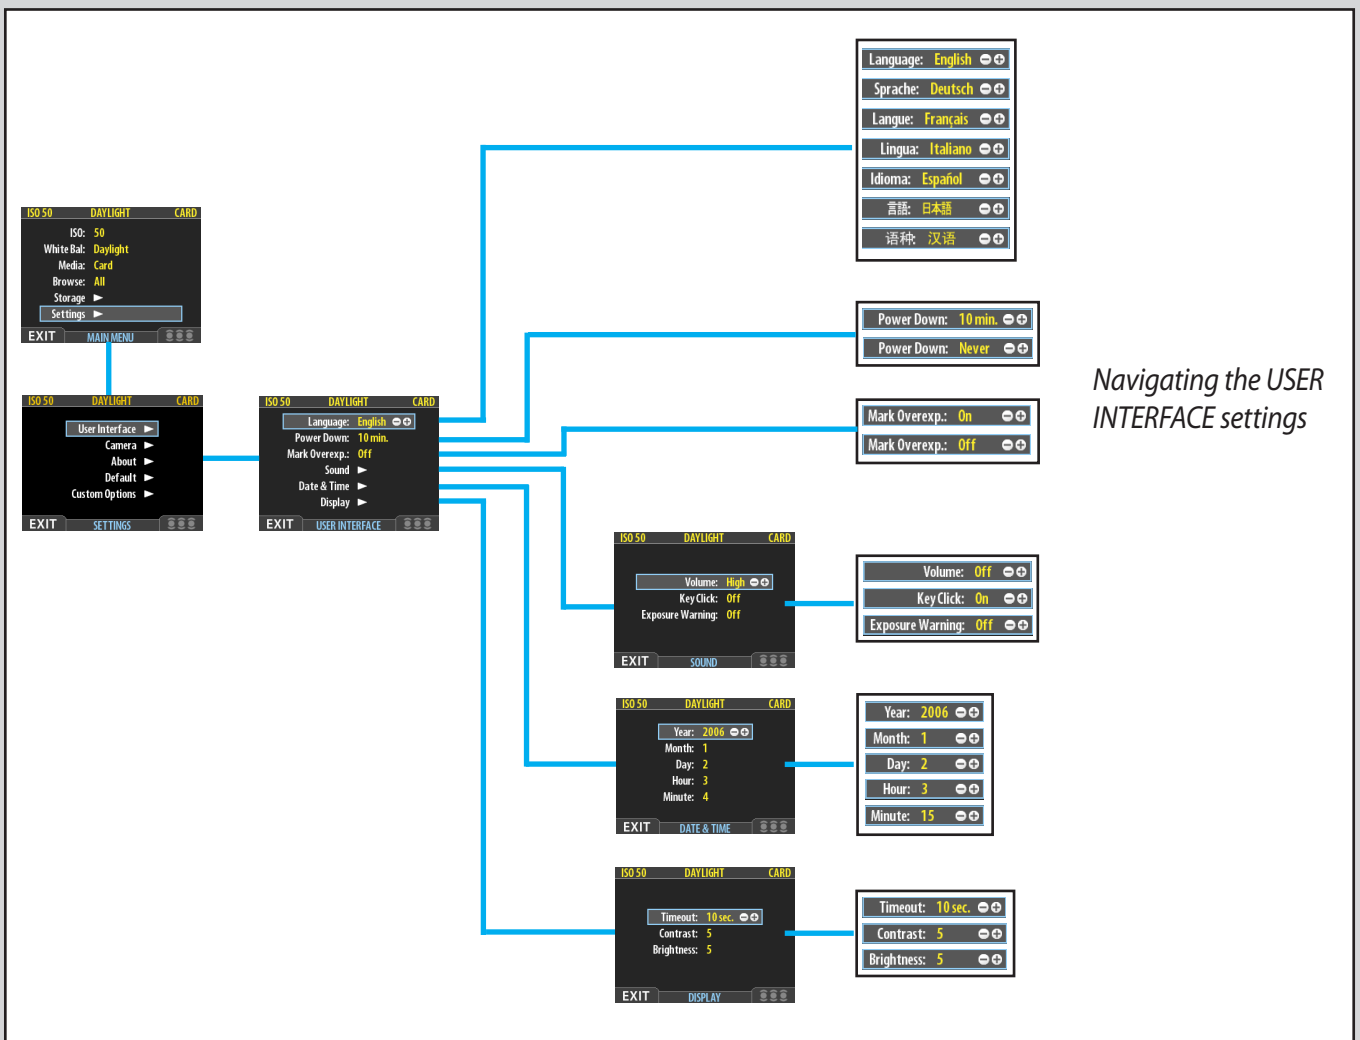 ISO 50 DAYLIGHT CARD
ISO: 50
White Bal: Daylight
Media: Card
Browse: All
Storage ►
Settings ►
EXIT MAIN MENU
ISO 50 DAYLIGHT CARD
User Interface ►
Camera ►
About ►
Default ►
Custom Options ►
EXIT SETTINGS
ISO 50 DAYLIGHT CARD
Language: English
Power Down: 10 min.
Mark Overexp.: Off
Sound ►
Date & Time ►
Display ►
EXIT USER INTERFACE
Language: English
Sprache: Deutsch
Langue: Français
Lingua: Italiano
Idioma: Español
言語: 日本語
语种: 汉语
Power Down: 10 min.
Power Down: Never
Mark Overexp.: On
Mark Overexp.: Off
Navigating the USER
INTERFACE settings
ISO 50 DAYLIGHT CARD
Volume: High
Key Click: Off
Exposure Warning: Off
EXIT SOUND
Volume: Off
Key Click: On
Exposure Warning: Off
ISO 50 DAYLIGHT CARD
Year: 2006
Month: 1
Day: 2
Hour: 3
Minute: 4
EXIT DATE & TIME
Year: 2006
Month: 1
Day: 2
Hour: 3
Minute: 15
ISO 50 DAYLIGHT CARD
Timeout: 10 sec.
Contrast: 5
Brightness: 5
EXIT DISPLAY
Timeout: 10 sec.
Contrast: 5
Brightness: 5